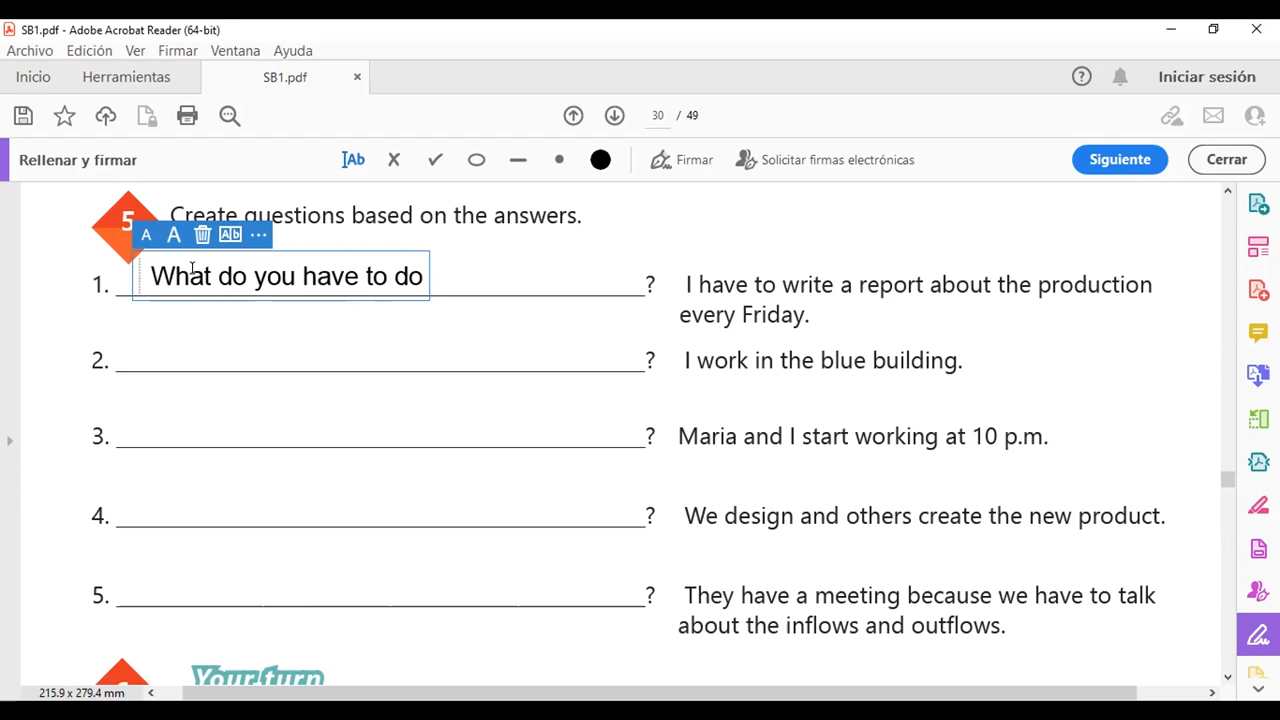 SB1.pdf - Adobe Acrobat Reader (64-bit)
Archivo Edición Ver Firmar Ventana Ayuda
Inicio Herramientas SB1.pdf × Iniciar sesión
30 / 49
Rellenar y firmar Ab Firmar Solicitar firmas electrónicas Siguiente Cerrar
5 Create questions based on the answers.
A A Ab ...
1. What do you have to do ? I have to write a report about the production
every Friday.
2. ? I work in the blue building.
3. ? Maria and I start working at 10 p.m.
4. ? We design and others create the new product.
5. ? They have a meeting because we have to talk
about the inflows and outflows.
Your turn
215.9 x 279.4 mm